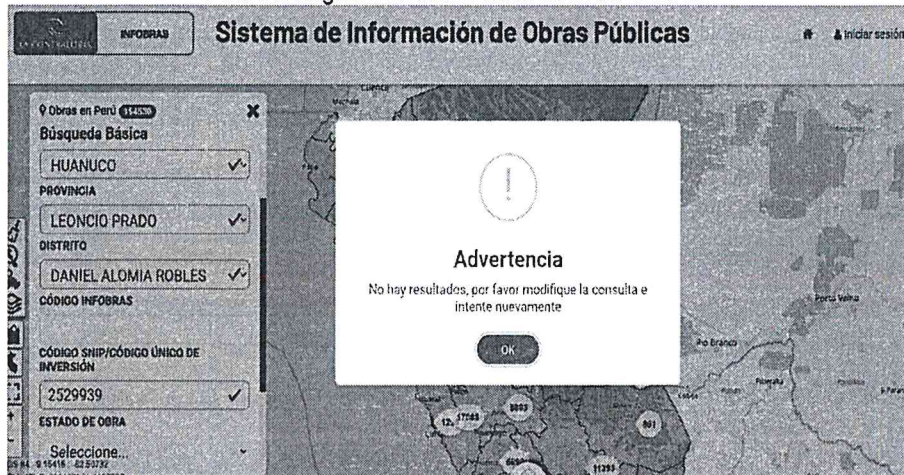 INFOBRAS
Sistema de Información de Obras Públicas
Iniciar sesión
Obras en Perú
Búsqueda Básica
HUANUCO
PROVINCIA
LEONCIO PRADO
DISTRITO
DANIEL ALOMIA ROBLES
CÓDIGO INFOBRAS
CÓDIGO SNIP/CÓDIGO ÚNICO DE
INVERSIÓN
2529939
ESTADO DE OBRA
Seleccione...
Advertencia
No hay resultados, por favor modifique la consulta e
intente nuevamente
OK
Cuenca
Machala
Porto Velho
Rio Branco